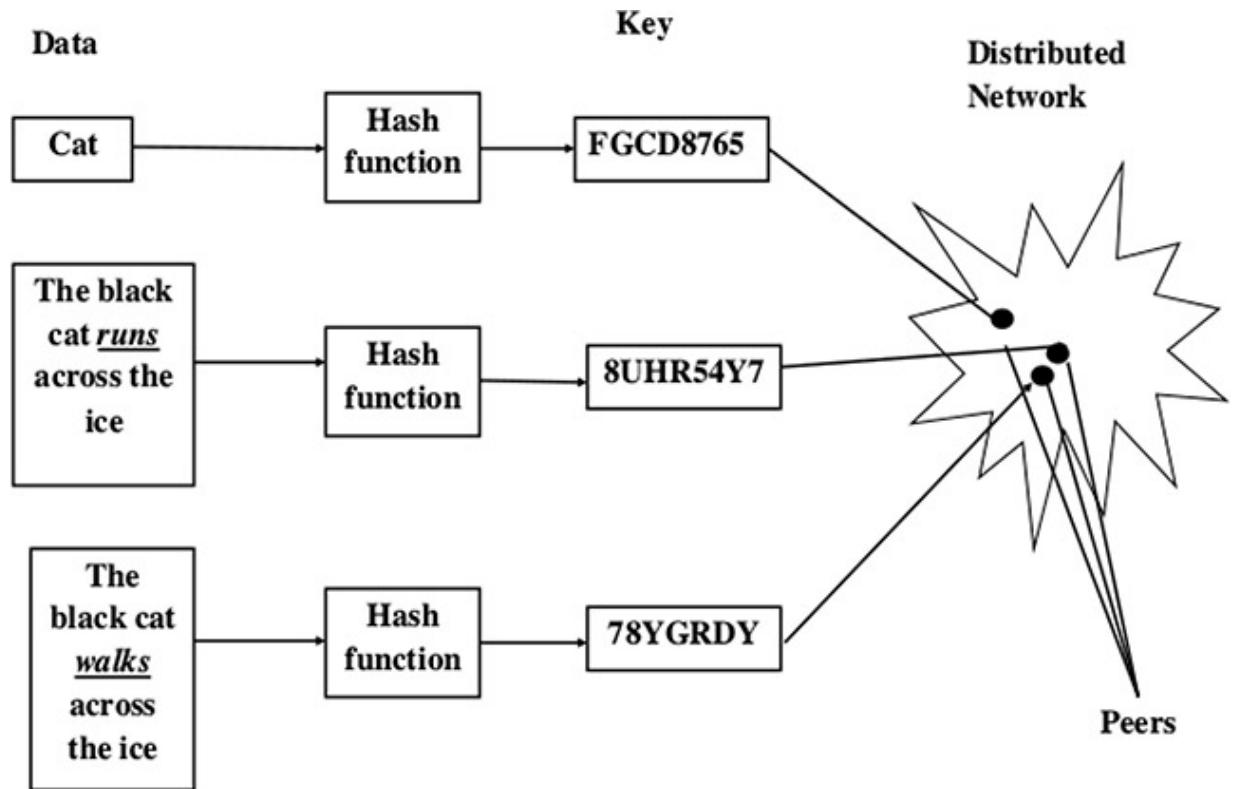 Data
Key
Distributed
Network
Cat
Hash
function
FGCD8765
The black
cat runs
across the
ice
Hash
function
8UHR54Y7
The
black cat
walks
across
the ice
Hash
function
78YGRDY
Peers